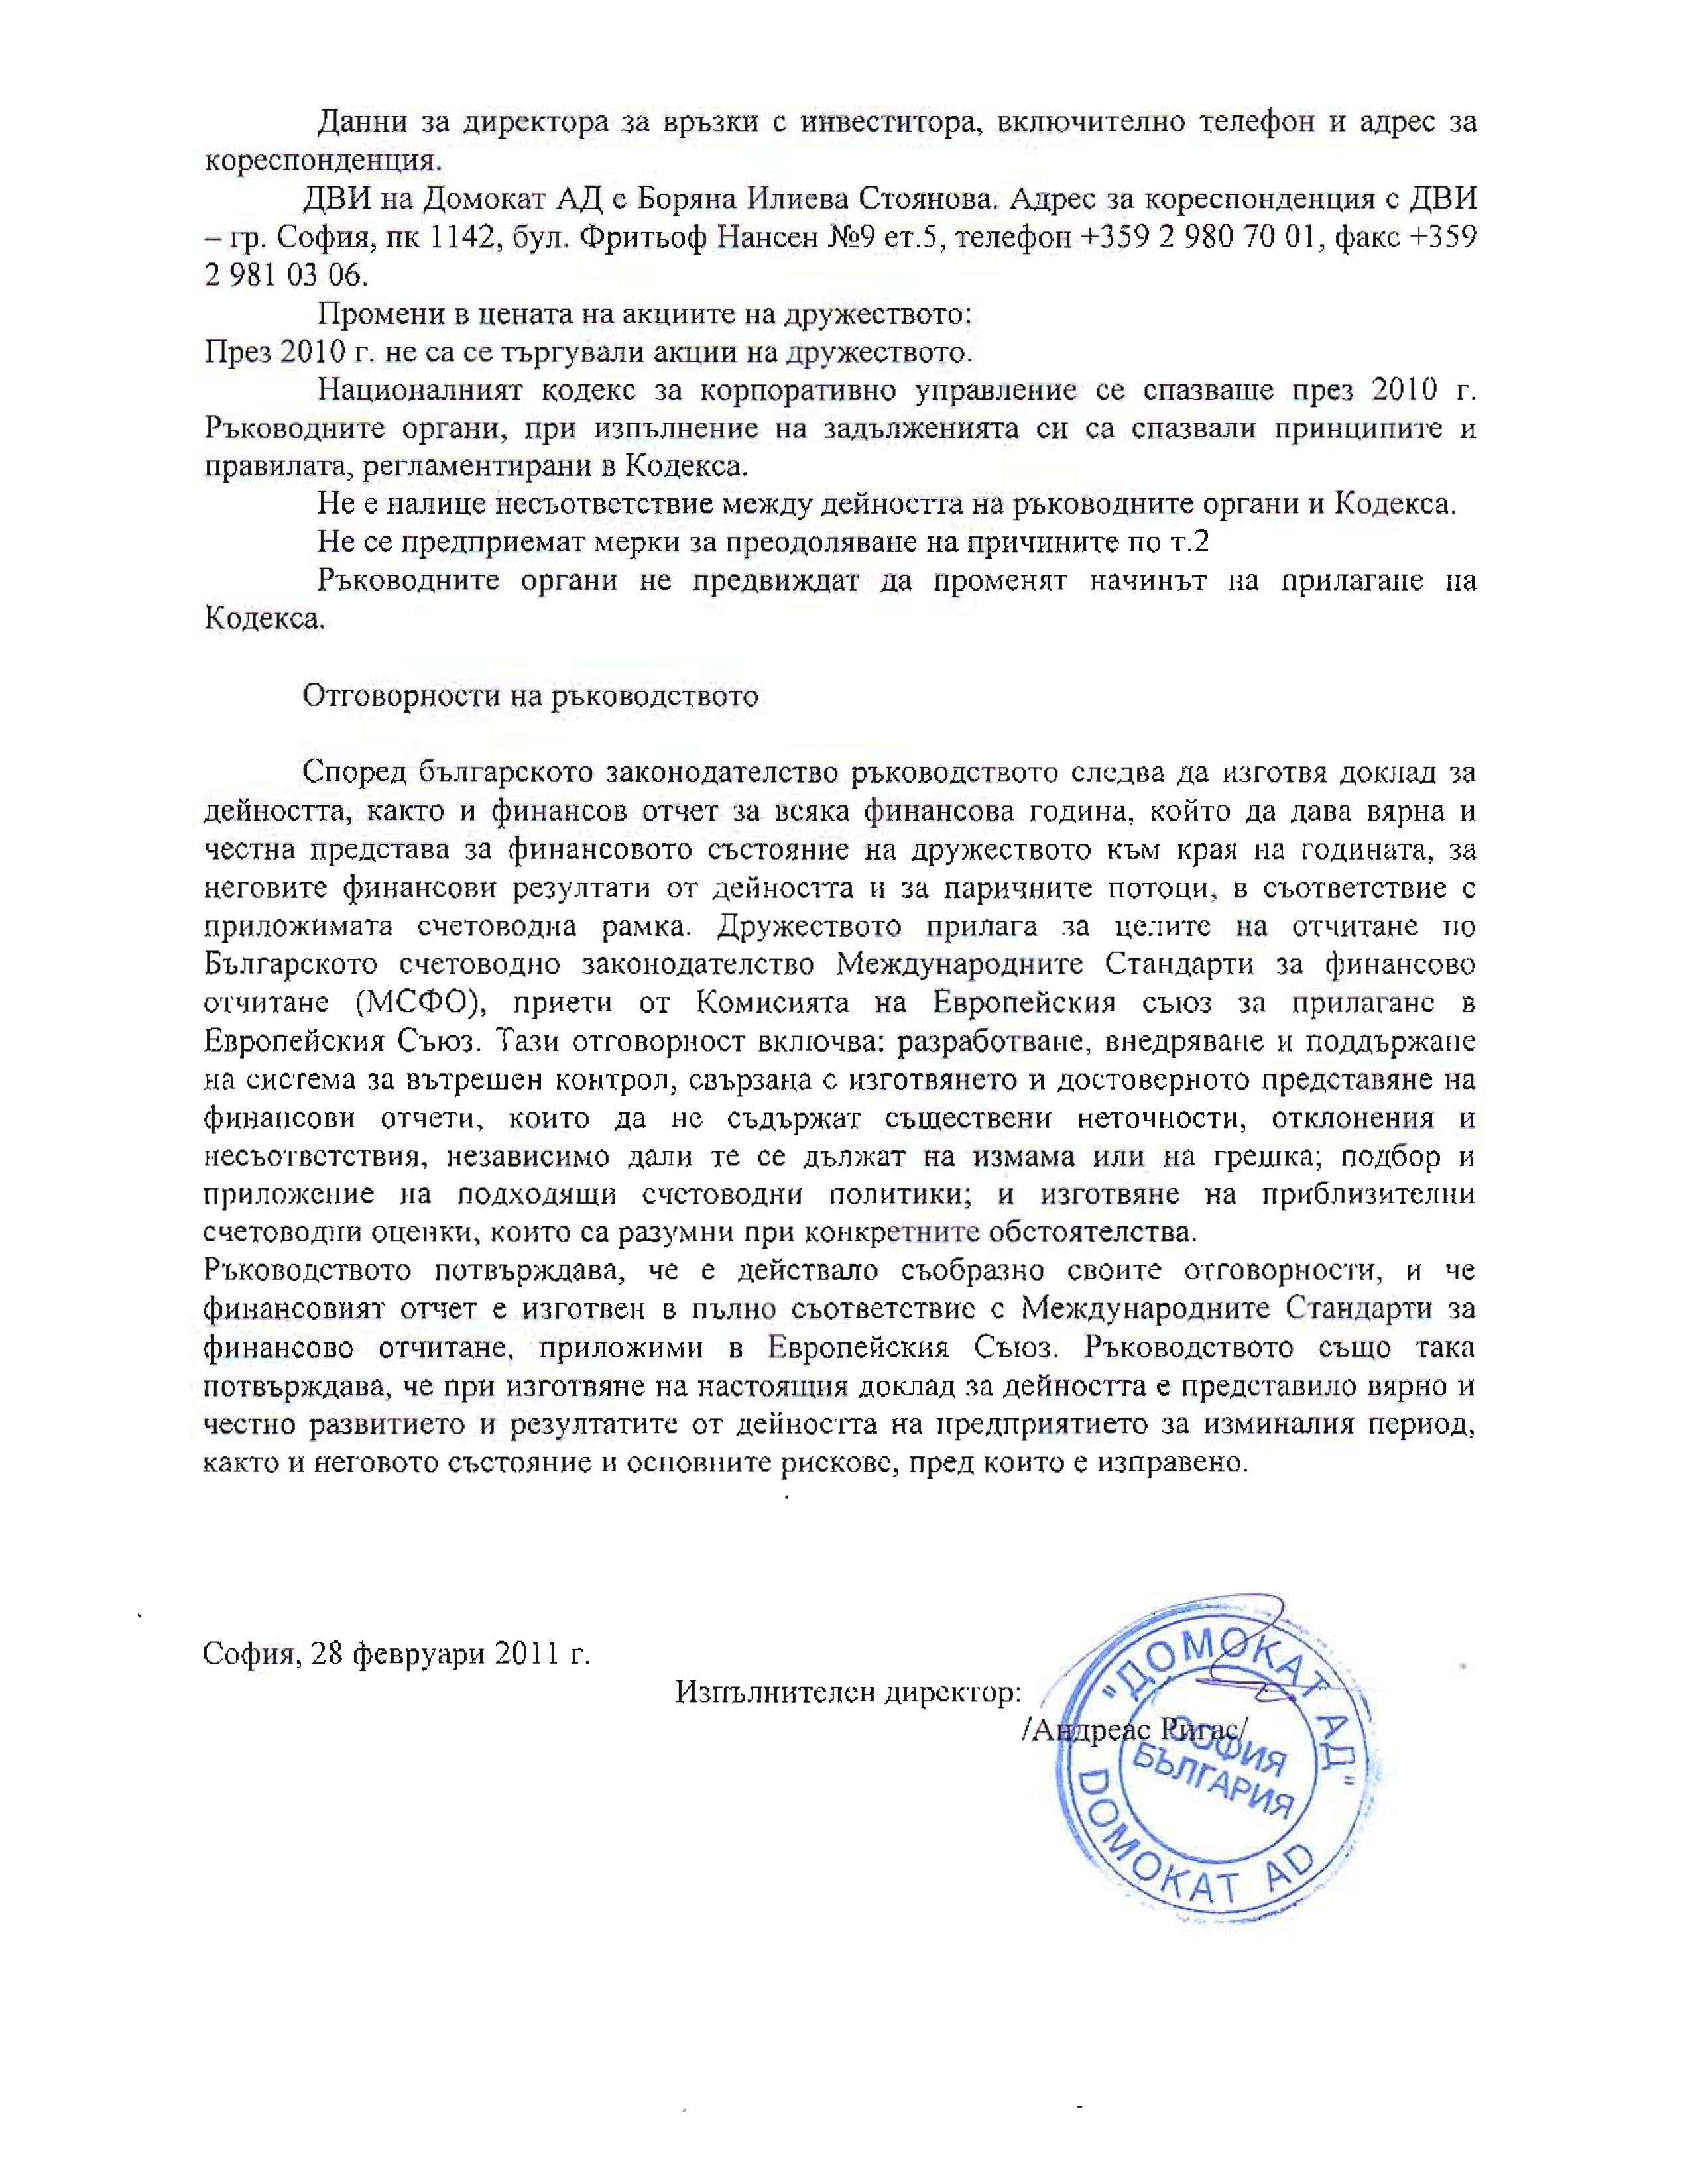 Данни за директора за връзки с инвеститора, включително телефон и адрес за
кореспонденция.
ДВИ на Домокат АД е Боряна Илиева Стоянова. Адрес за кореспонденция с ДВИ
– гр. София, пк 1142, бул. Фритьоф Нансен №9 ет.5, телефон +359 2 980 70 01, факс +359
2 981 03 06.
Промени в цената на акциите на дружеството:
През 2010 г. не са се търгували акции на дружеството.
Националният кодекс за корпоративно управление се спазваше през 2010 г.
Ръководните органи, при изпълнение на задълженията си са спазвали принципите и
правилата, регламентирани в Кодекса.
Не е налице несъответствие между дейността на ръководните органи и Кодекса.
Не се предприемат мерки за преодоляване на причините по т.2
Ръководните органи не предвиждат да променят начинът на прилагане на
Кодекса.
Отговорности на ръководството
Според българското законодателство ръководството следва да изготвя доклад за
дейността, както и финансов отчет за всяка финансова година, който да дава вярна и
честна представа за финансовото състояние на дружеството към края на годината, за
неговите финансови резултати от дейността и за паричните потоци, в съответствие с
приложимата счетоводна рамка. Дружеството прилага за целите на отчитане по
Българското счетоводно законодателство Международните Стандарти за финансово
отчитане (МСФО), приети от Комисията на Европейския съюз за прилагане в
Европейския Съюз. Тази отговорност включва: разработване, внедряване и поддържане
на система за вътрешен контрол, свързана с изготвянето и достоверното представяне на
финансови отчети, които да не съдържат съществени неточности, отклонения и
несъответствия, независимо дали те се дължат на измама или на грешка; подбор и
приложение на подходящи счетоводни политики; и изготвяне на приблизителни
счетоводни оценки, които са разумни при конкретните обстоятелства.
Ръководството потвърждава, че е действало съобразно своите отговорности, и че
финансовият отчет е изготвен в пълно съответствие с Международните Стандарти за
финансово отчитане, приложими в Европейския Съюз. Ръководството също така
потвърждава, че при изготвяне на настоящия доклад за дейността е представило вярно и
честно развитието и резултатите от дейността на предприятието за изминалия период,
както и неговото състояние и основните рискове, пред които е изправено.
София, 28 февруари 2011 г.
Изпълнителен директор:
/Андреас Ригас/
"ДОМОКАТ АД"
СОФИЯ
БЪЛГАРИЯ
DOMOKAT AD